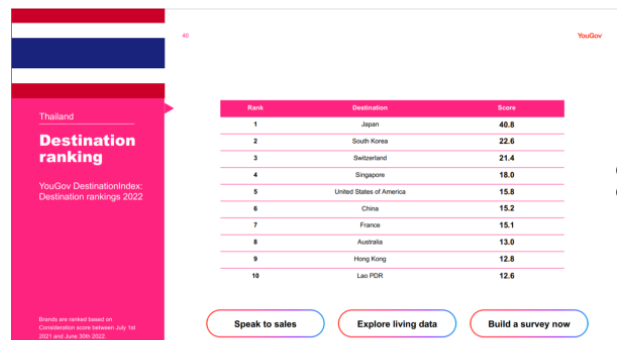 40
YouGov
Thailand
Destination
ranking
YouGov DestinationIndex:
Destination rankings 2022
Brands are ranked based on
Consideration score between July 1st
2021 and June 30th 2022.
Rank Destination Score
1 Japan 40.8
2 South Korea 22.6
3 Switzerland 21.4
4 Singapore 18.0
5 United States of America 15.8
6 China 15.2
7 France 15.1
8 Australia 13.0
9 Hong Kong 12.8
10 Lao PDR 12.6
Speak to sales
Explore living data
Build a survey now